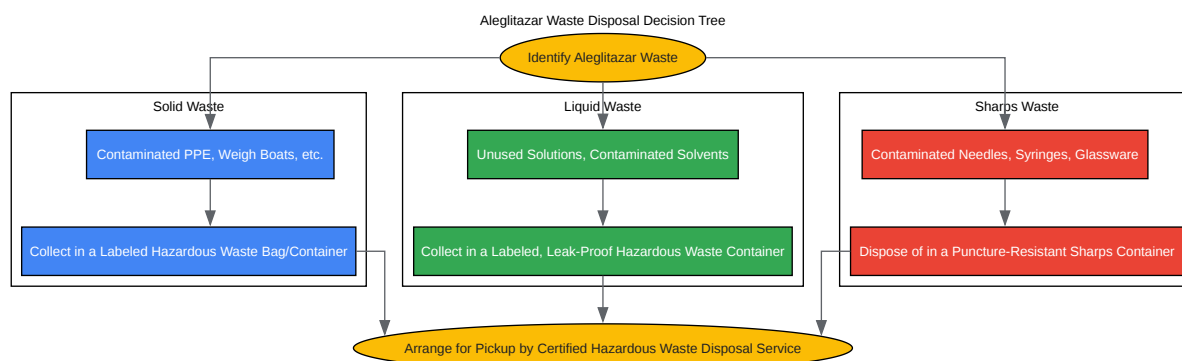 Aleglitazar Waste Disposal Decision Tree
Identify Aleglitazar Waste
Solid Waste
Liquid Waste
Sharps Waste
Contaminated PPE, Weigh Boats, etc.
Unused Solutions, Contaminated Solvents
Contaminated Needles, Syringes, Glassware
Collect in a Labeled Hazardous Waste Bag/Container
Collect in a Labeled, Leak-Proof Hazardous Waste Container
Dispose of in a Puncture-Resistant Sharps Container
Arrange for Pickup by Certified Hazardous Waste Disposal Service